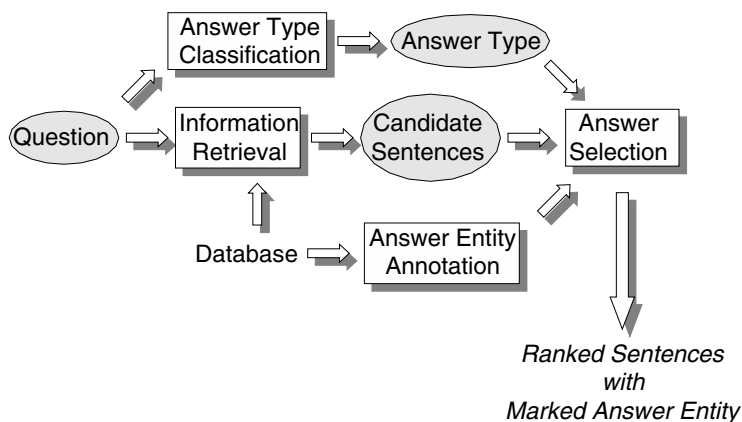 Answer Type
Classification
Answer Type
Question
Information
Retrieval
Candidate
Sentences
Answer
Selection
Database
Answer Entity
Annotation
Ranked Sentences
with
Marked Answer Entity